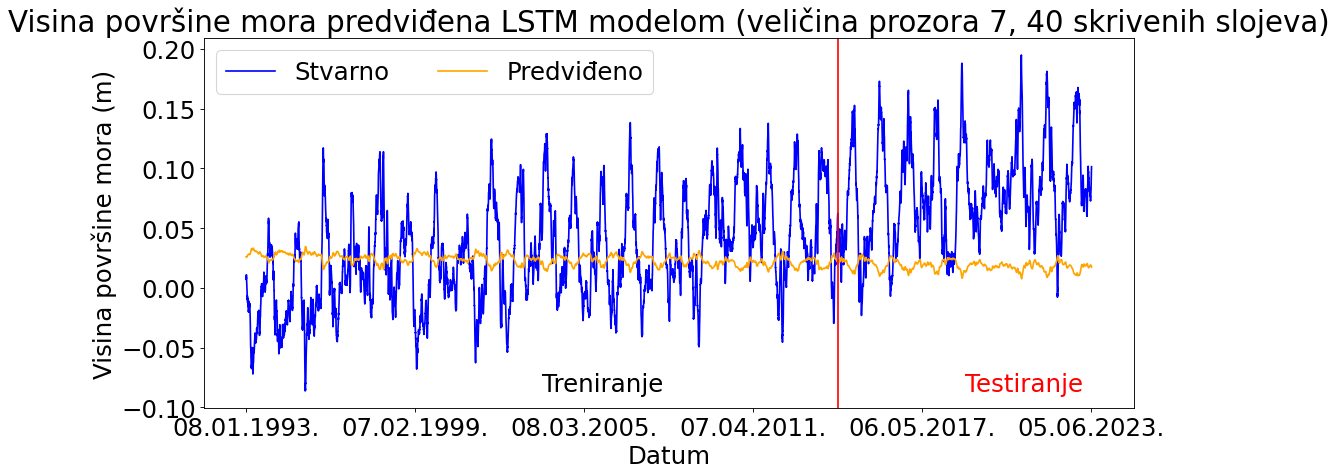 Visina površine mora predviđena LSTM modelom (veličina prozora 7, 40 skrivenih slojeva)
Stvarno
Predviđeno
Visina površine mora (m)
0.20
0.15
0.10
0.05
0.00
−0.05
−0.10
Treniranje
Testiranje
08.01.1993.
07.02.1999.
08.03.2005.
07.04.2011.
06.05.2017.
05.06.2023.
Datum